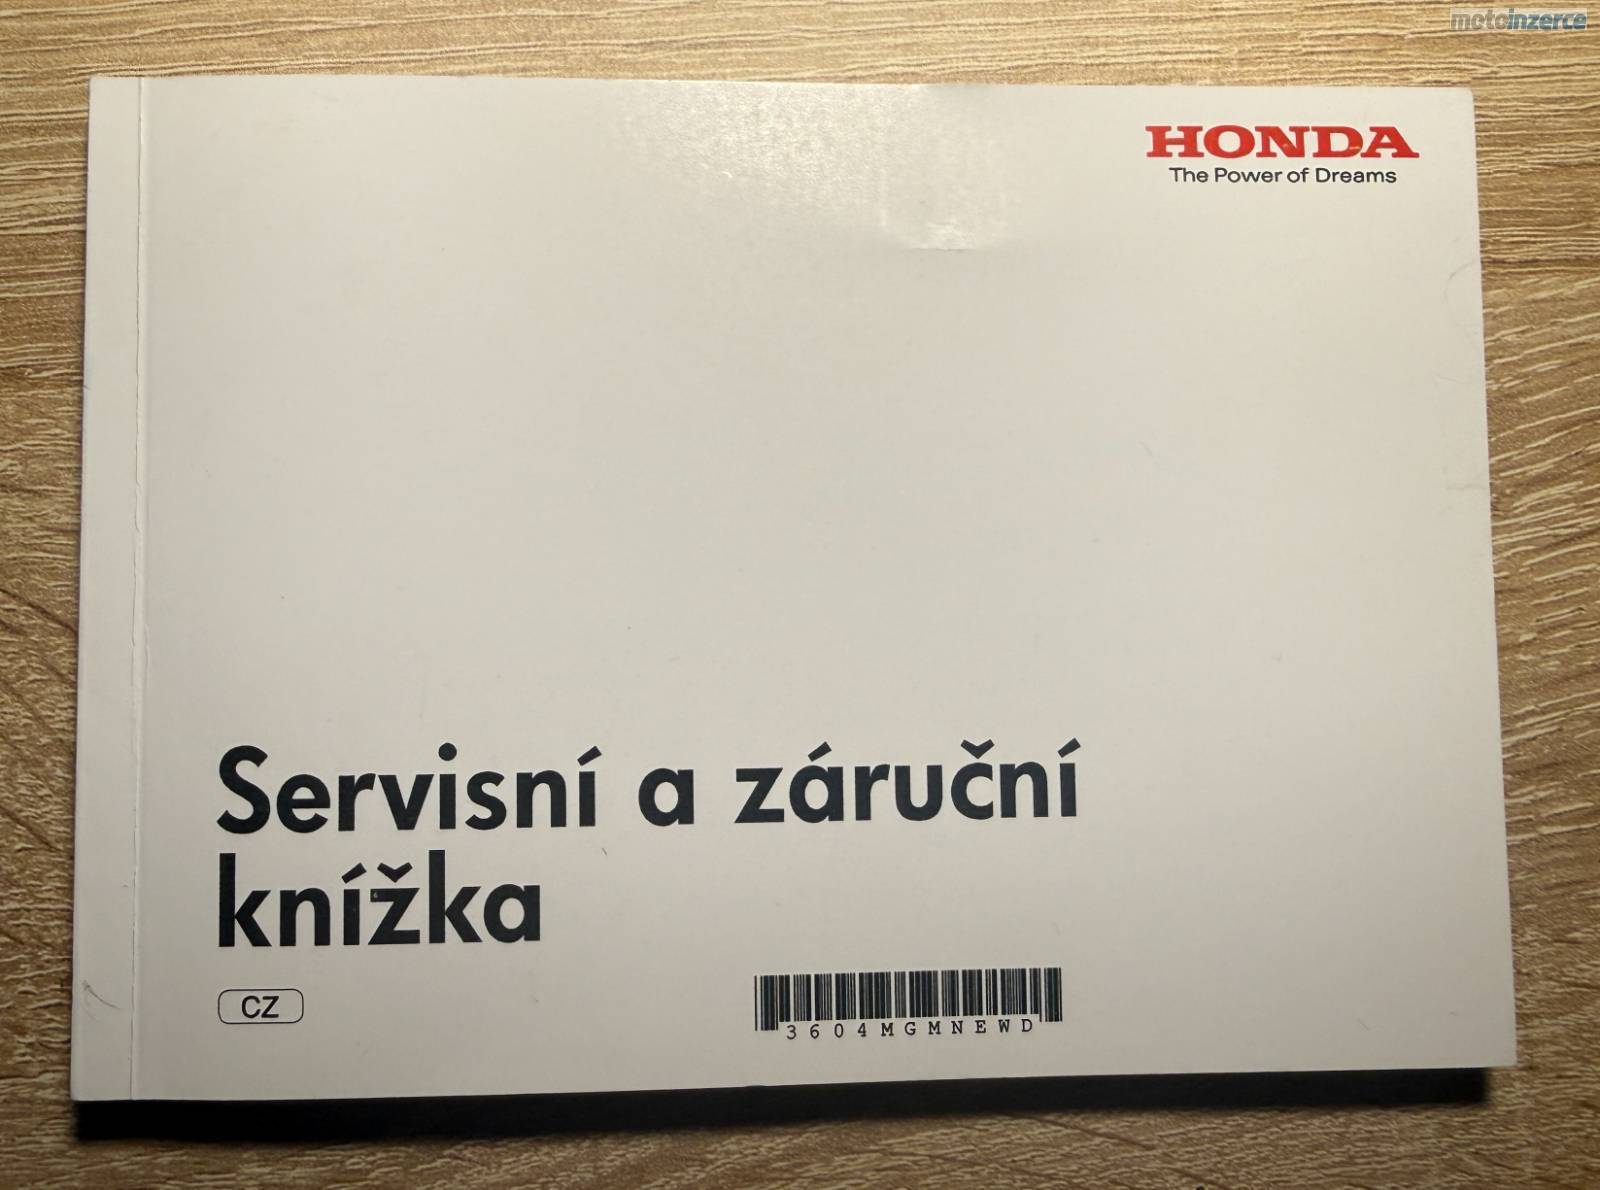 motoinzerce
HONDA
The Power of Dreams
Servisní a záruční
knížka
CZ
3604MGMNEWD